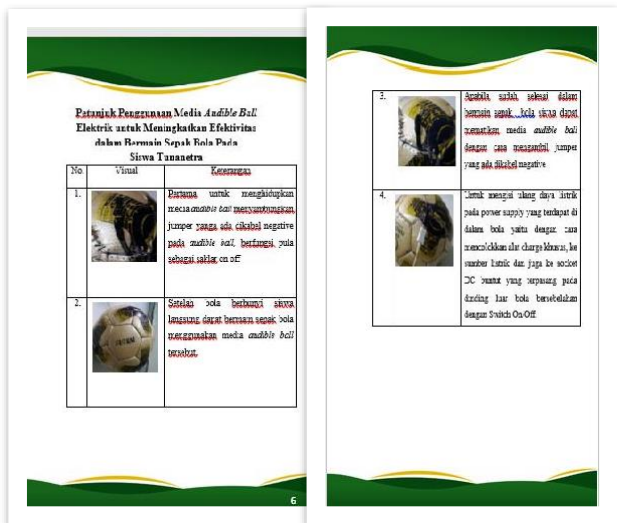 Petunjuk Penggunaan Media Audible Ball
Elektrik untuk Meningkatkan Efektivitas
dalam Bermain Sepak Bola Pada
Siswa Tunanetra
No.
Visual
Keterangan
1.
Pertama untuk menghidupkan
media audible ball menyambungkan
jumper yanga ada dikabel negative
pada audible ball, berfungsi pula
sebagai saklar on off
2.
Setelah bola berbunyi siswa
langsung dapat bermain sepak bola
menggunakan media audible ball
tersebut.
6
3.
Apabila sudah selesai dalam
bermain sepak bola siswa dapat
mematikan media audible ball
dengan cara mengambil jumper
yang ada dikabel negative
4.
Untuk mengisi ulang daya listrik
pada power supply yang terdapat di
dalam bola yaitu dengan cara
mencolokkan alat charge khusus, ke
sumber listrik dan juga ke socket
DC buntut yang terpasang pada
dinding luar bola bersebelahan
dengan Switch On-Off